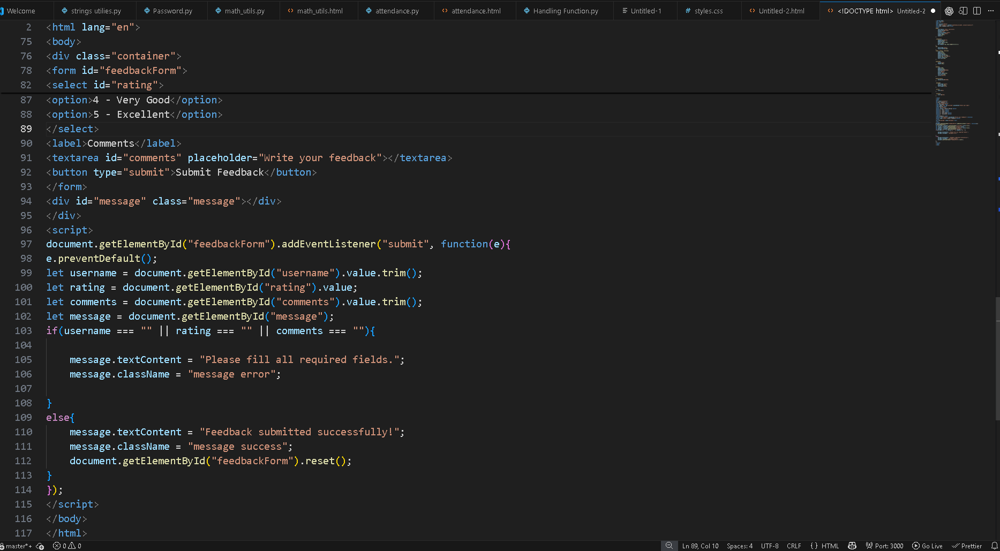 Welcome strings utilies.py Password.py math_utils.py math_utils.html attendance.py attendance.html Handling Function.py Untitled-1 # styles.css Untitled-2.html <!DOCTYPE html> Untitled-2
2 <html lang="en">
75 <body>
76 <div class="container">
78 <form id="feedbackForm">
82 <select id="rating">
87 <option>4 - Very Good</option>
88 <option>5 - Excellent</option>
89 </select>
90 <label>Comments</label>
91 <textarea id="comments" placeholder="Write your feedback"></textarea>
92 <button type="submit">Submit Feedback</button>
93 </form>
94 <div id="message" class="message"></div>
95 </div>
96 <script>
97 document.getElementById("feedbackForm").addEventListener("submit", function(e){
98 e.preventDefault();
99 let username = document.getElementById("username").value.trim();
100 let rating = document.getElementById("rating").value;
101 let comments = document.getElementById("comments").value.trim();
102 let message = document.getElementById("message");
103 if(username === "" || rating === "" || comments === ""){
104
105 message.textContent = "Please fill all required fields.";
106 message.className = "message error";
107
108 }
109 else{
110 message.textContent = "Feedback submitted successfully!";
111 message.className = "message success";
112 document.getElementById("feedbackForm").reset();
113 }
114 });
115 </script>
116 </body>
117 </html>
master*+ 0 0 Ln 89, Col 10 Spaces: 4 UTF-8 CRLF {} HTML Port: 3000 Go Live Prettier